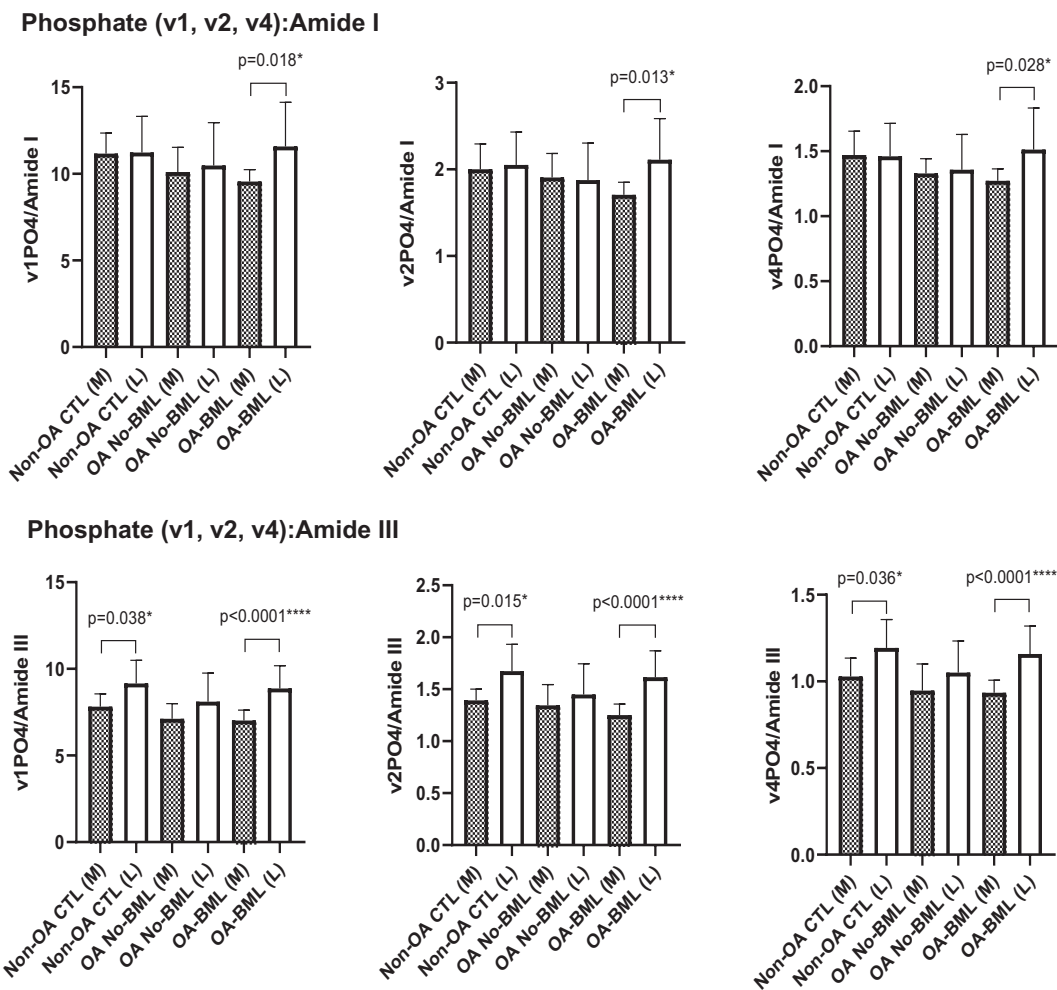 Phosphate (v1, v2, v4):Amide I
p=0.018*
v1PO4/Amide I
15
10
5
0
Non-OA CTL (M)
Non-OA CTL (L)
OA No-BML (M)
OA No-BML (L)
OA-BML (M)
OA-BML (L)
p=0.013*
v2PO4/Amide I
3
2
1
0
Non-OA CTL (M)
Non-OA CTL (L)
OA No-BML (M)
OA No-BML (L)
OA-BML (M)
OA-BML (L)
p=0.028*
v4PO4/Amide I
2.0
1.5
1.0
0.5
0.0
Non-OA CTL (M)
Non-OA CTL (L)
OA No-BML (M)
OA No-BML (L)
OA-BML (M)
OA-BML (L)
Phosphate (v1, v2, v4):Amide III
p=0.038*
p<0.0001****
v1PO4/Amide III
15
10
5
0
Non-OA CTL (M)
Non-OA CTL (L)
OA No-BML (M)
OA No-BML (L)
OA-BML (M)
OA-BML (L)
p=0.015*
p<0.0001****
v2PO4/Amide III
2.5
2.0
1.5
1.0
0.5
0.0
Non-OA CTL (M)
Non-OA CTL (L)
OA No-BML (M)
OA No-BML (L)
OA-BML (M)
OA-BML (L)
p=0.036*
p<0.0001****
v4PO4/Amide III
1.5
1.0
0.5
0.0
Non-OA CTL (M)
Non-OA CTL (L)
OA No-BML (M)
OA No-BML (L)
OA-BML (M)
OA-BML (L)